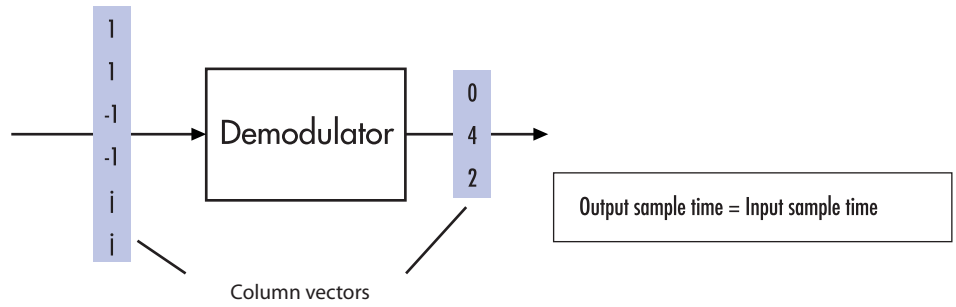 1
1
-1
-1
i
i
Demodulator
0
4
2
Output sample time = Input sample time
Column vectors